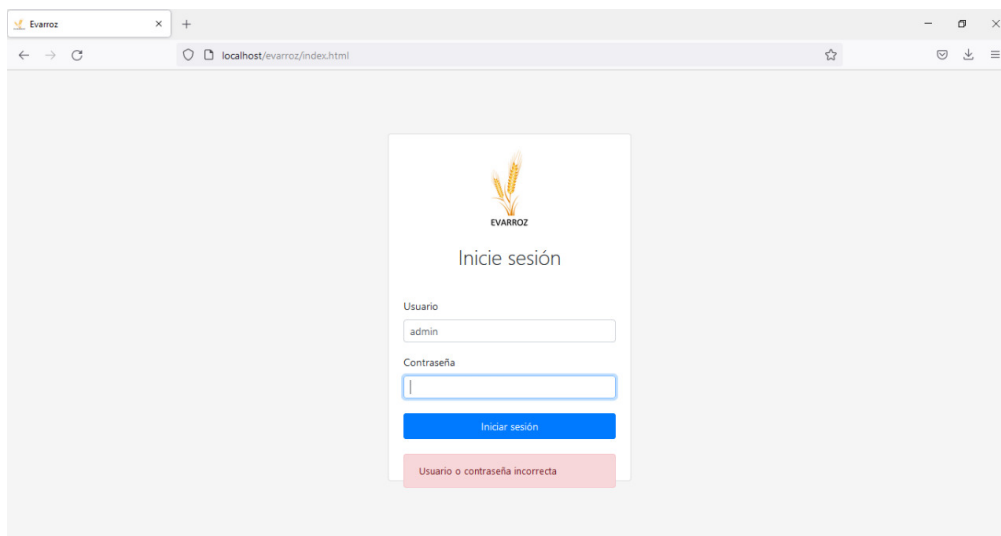 Evarroz
localhost/evarroz/index.html
EVARROZ
Inicie sesión
Usuario
admin
Contraseña
Iniciar sesión
Usuario o contraseña incorrecta